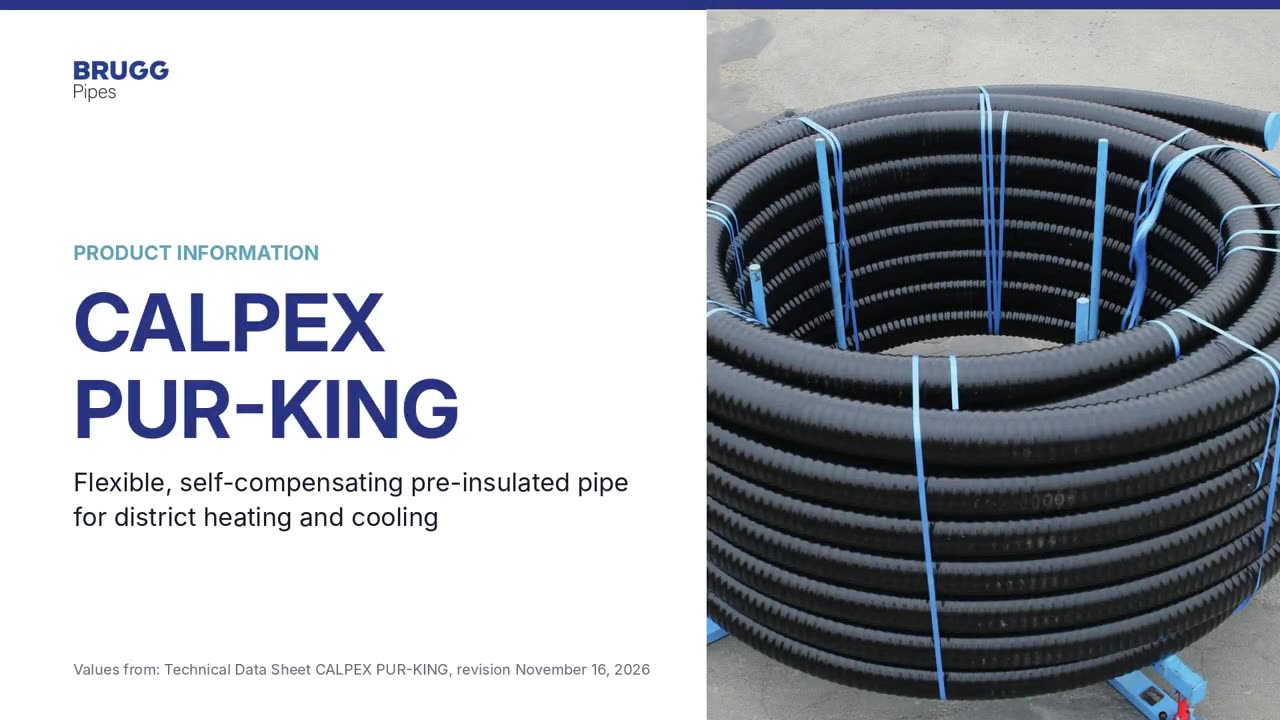 BRUGG
Pipes
PRODUCT INFORMATION
CALPEX
PUR-KING
Flexible, self-compensating pre-insulated pipe
for district heating and cooling
Values from: Technical Data Sheet CALPEX PUR-KING, revision November 16, 2026